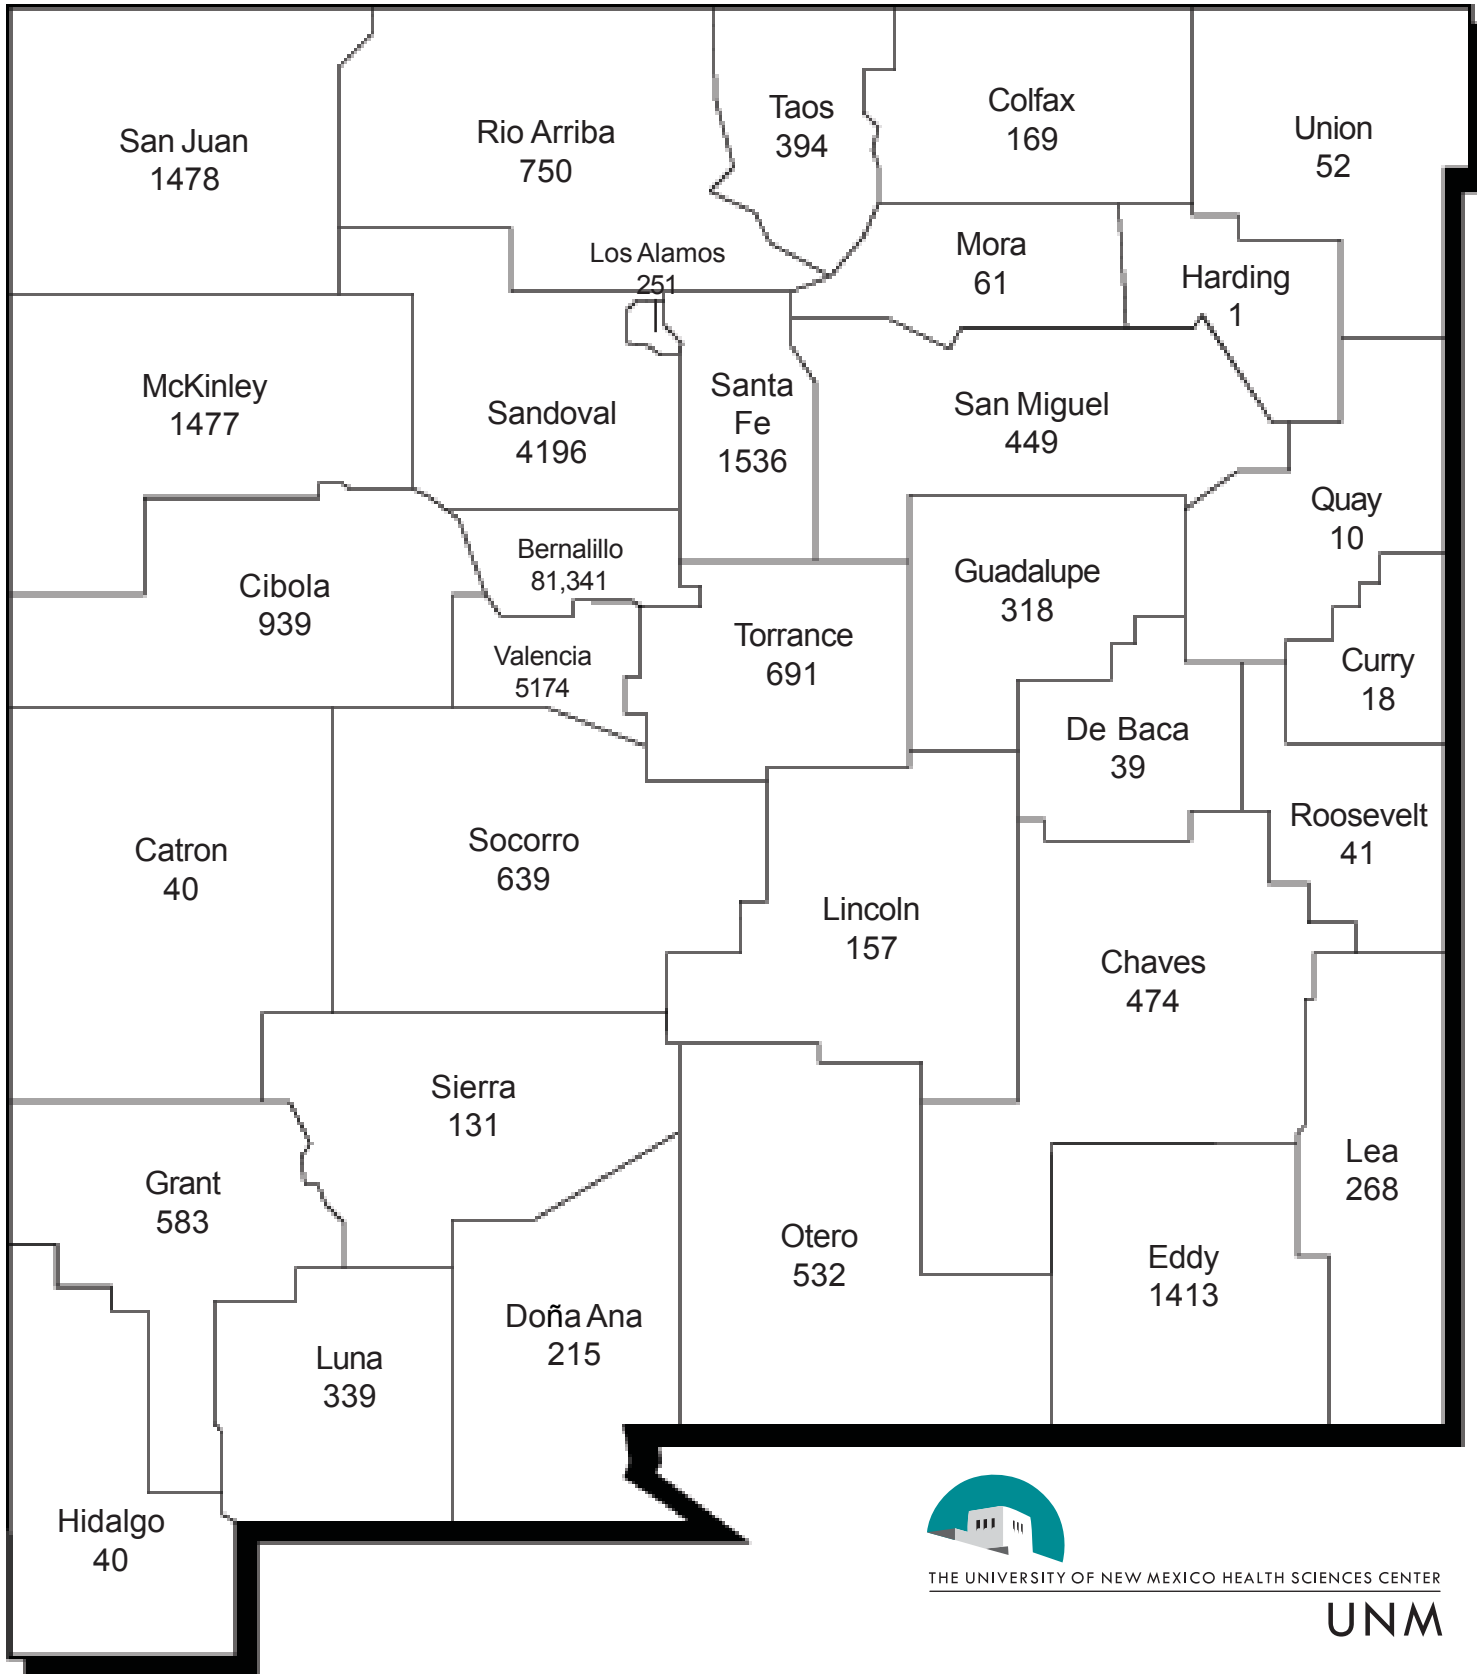 San Juan
1478
Rio Arriba
750
Taos
394
Colfax
169
Union
52
Los Alamos
251
Mora
61
Harding
1
McKinley
1477
Sandoval
4196
Santa
Fe
1536
San Miguel
449
Quay
10
Cibola
939
Bernalillo
81,341
Guadalupe
318
Valencia
5174
Torrance
691
Curry
18
De Baca
39
Roosevelt
41
Catron
40
Socorro
639
Lincoln
157
Chaves
474
Sierra
131
Lea
268
Grant
583
Otero
532
Eddy
1413
Doña Ana
215
Luna
339
Hidalgo
40
THE UNIVERSITY OF NEW MEXICO HEALTH SCIENCES CENTER
UNM